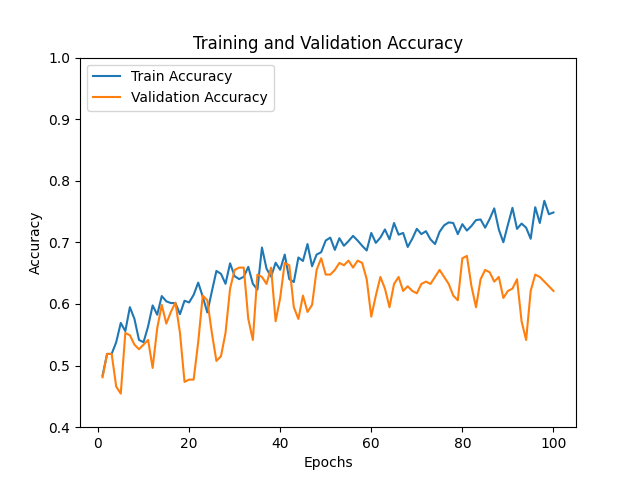 Training and Validation Accuracy
Train Accuracy
Validation Accuracy
1.0
0.9
0.8
0.7
0.6
0.5
0.4
Accuracy
0 20 40 60 80 100
Epochs